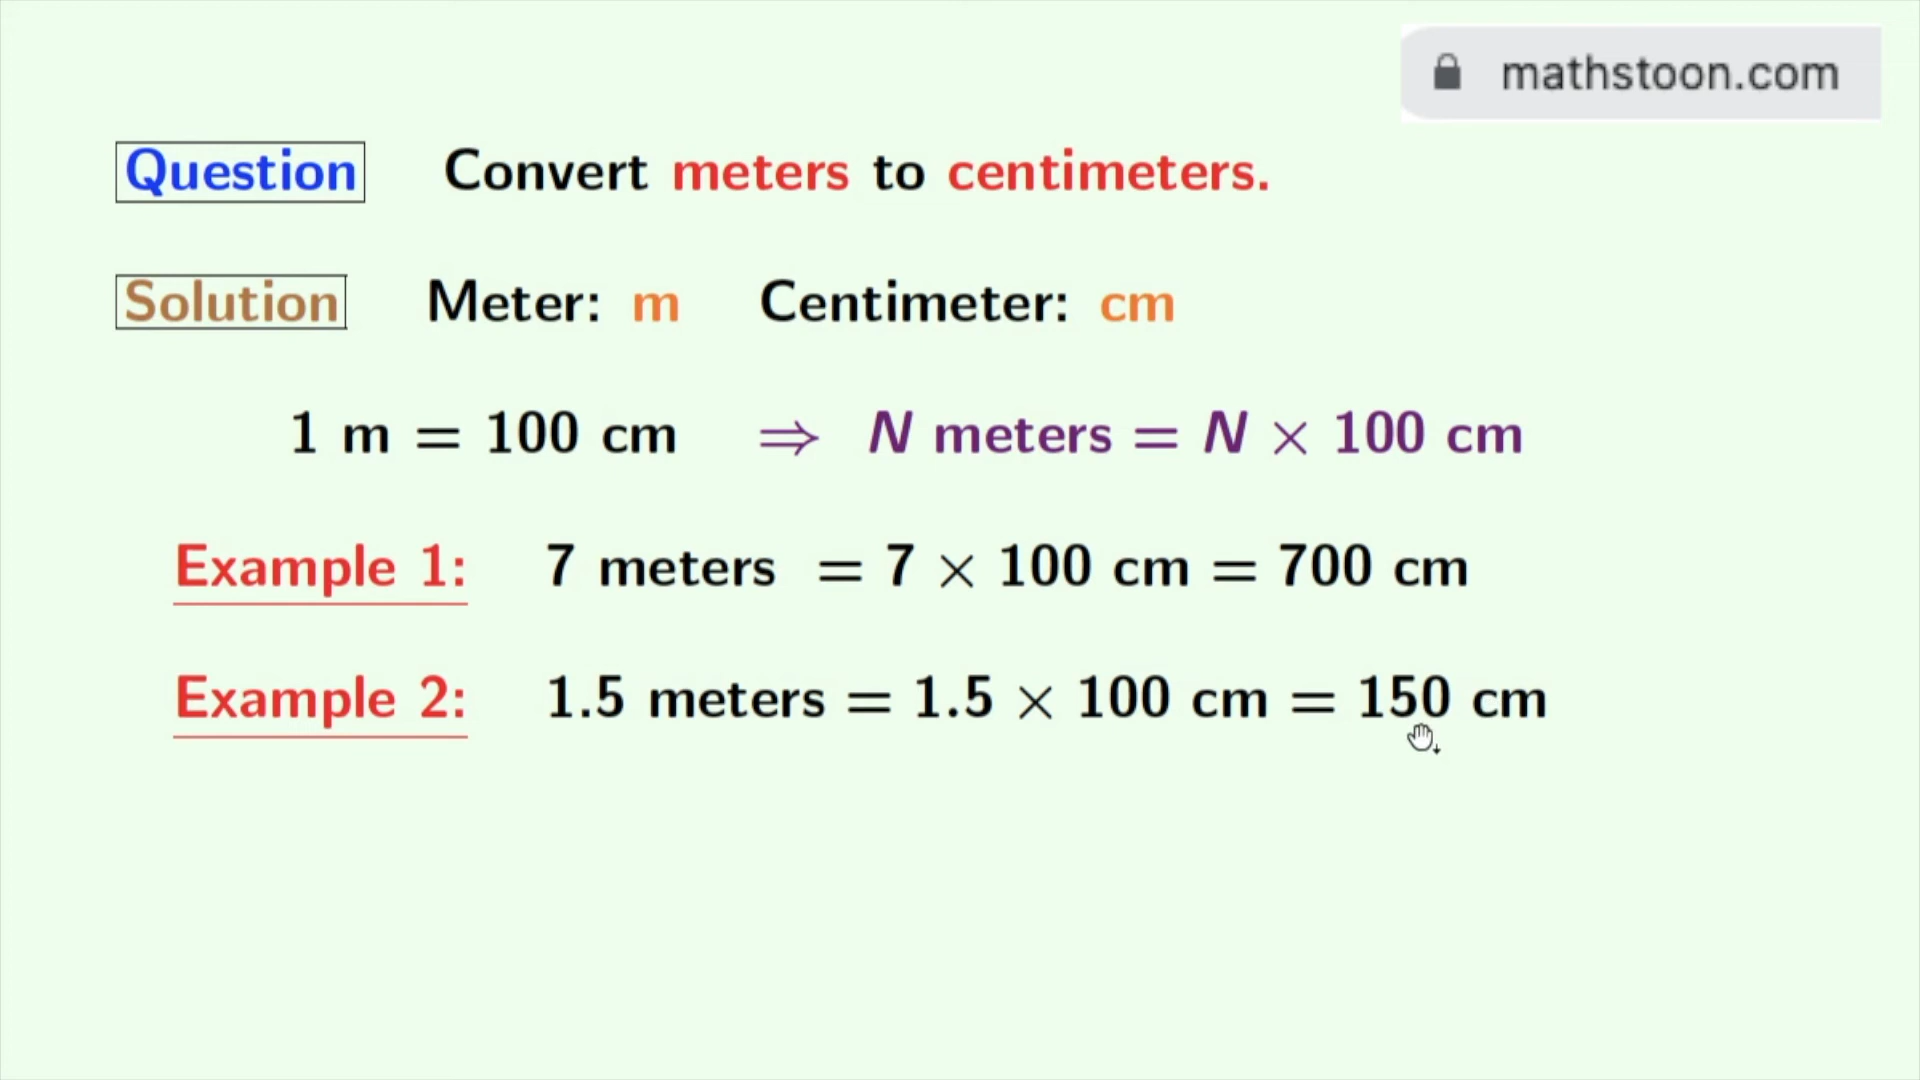 mathstoon.com
Question Convert meters to centimeters.
Solution Meter: m Centimeter: cm
1 m = 100 cm ⇒ N meters = N × 100 cm
Example 1: 7 meters = 7 × 100 cm = 700 cm
Example 2: 1.5 meters = 1.5 × 100 cm = 150 cm